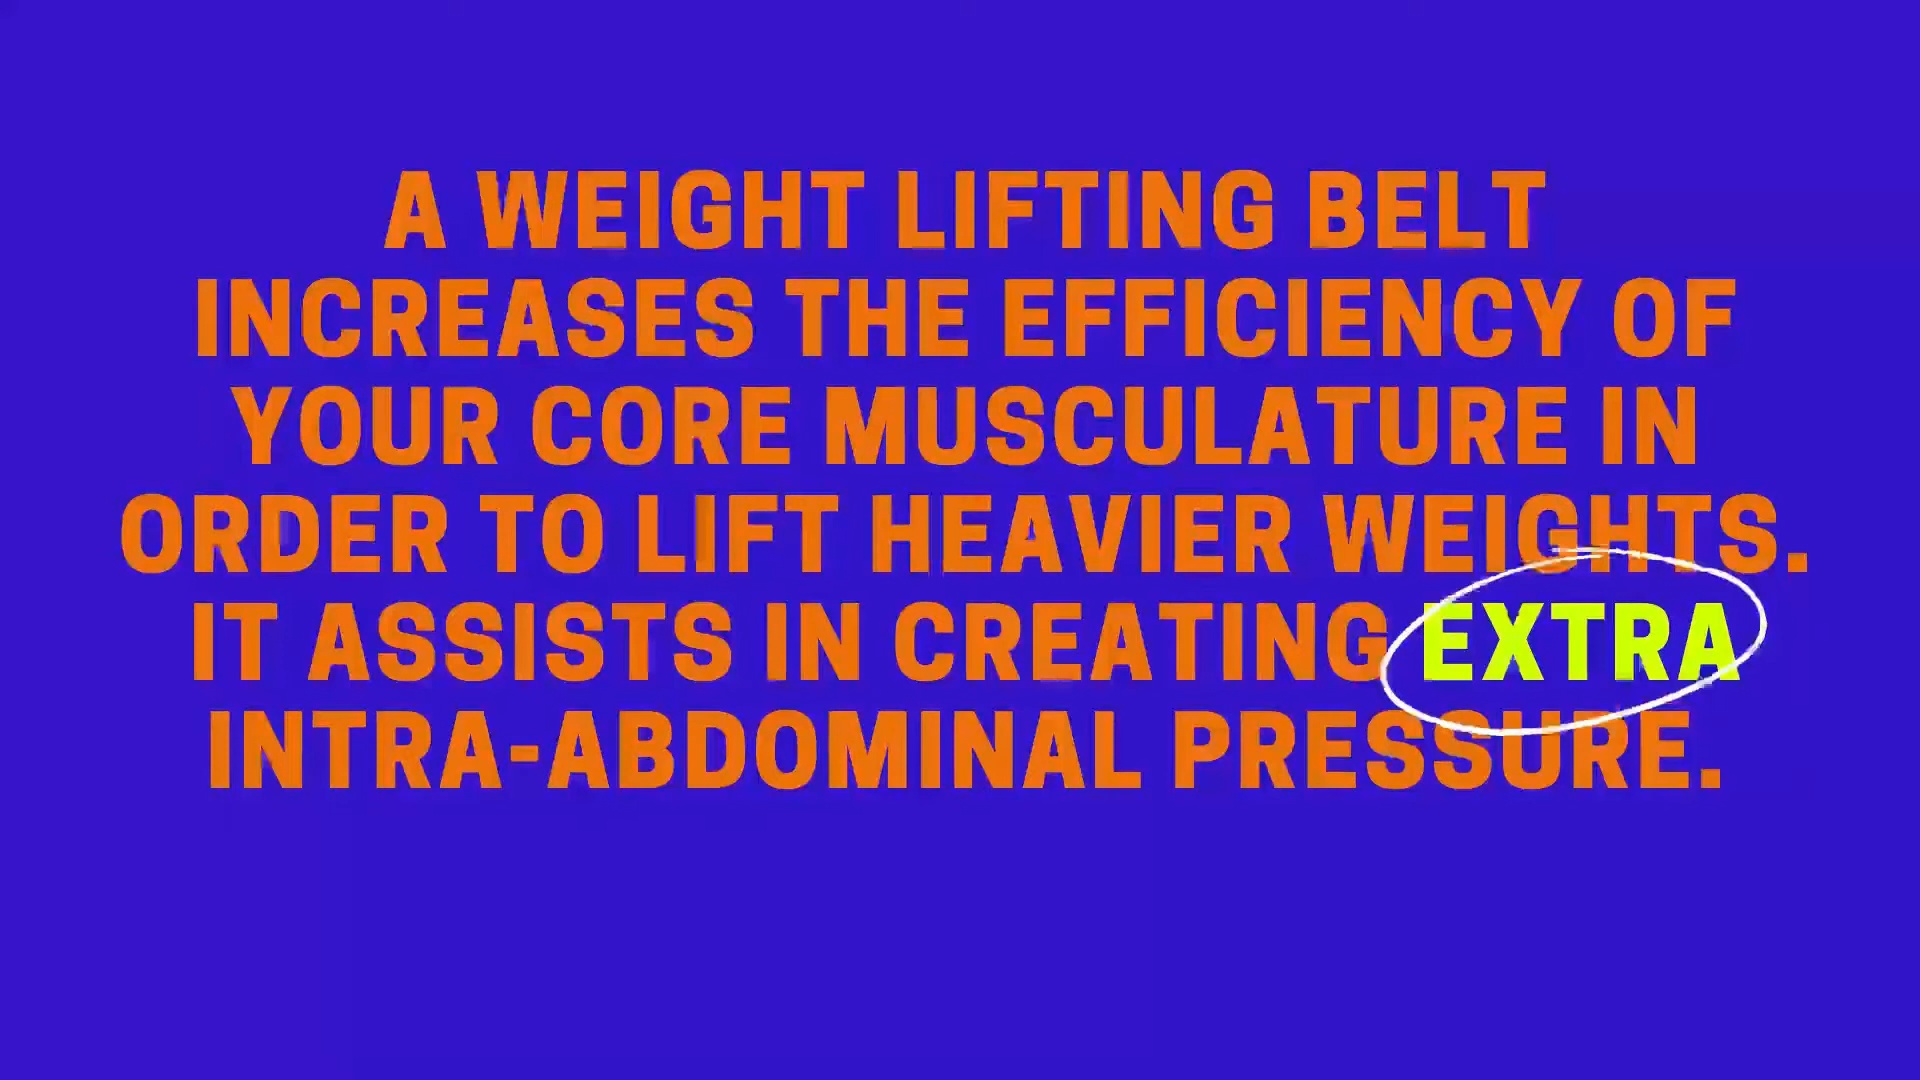 A WEIGHT LIFTING BELT
INCREASES THE EFFICIENCY OF
YOUR CORE MUSCULATURE IN
ORDER TO LIFT HEAVIER WEIGHTS.
IT ASSISTS IN CREATING EXTRA
INTRA-ABDOMINAL PRESSURE.